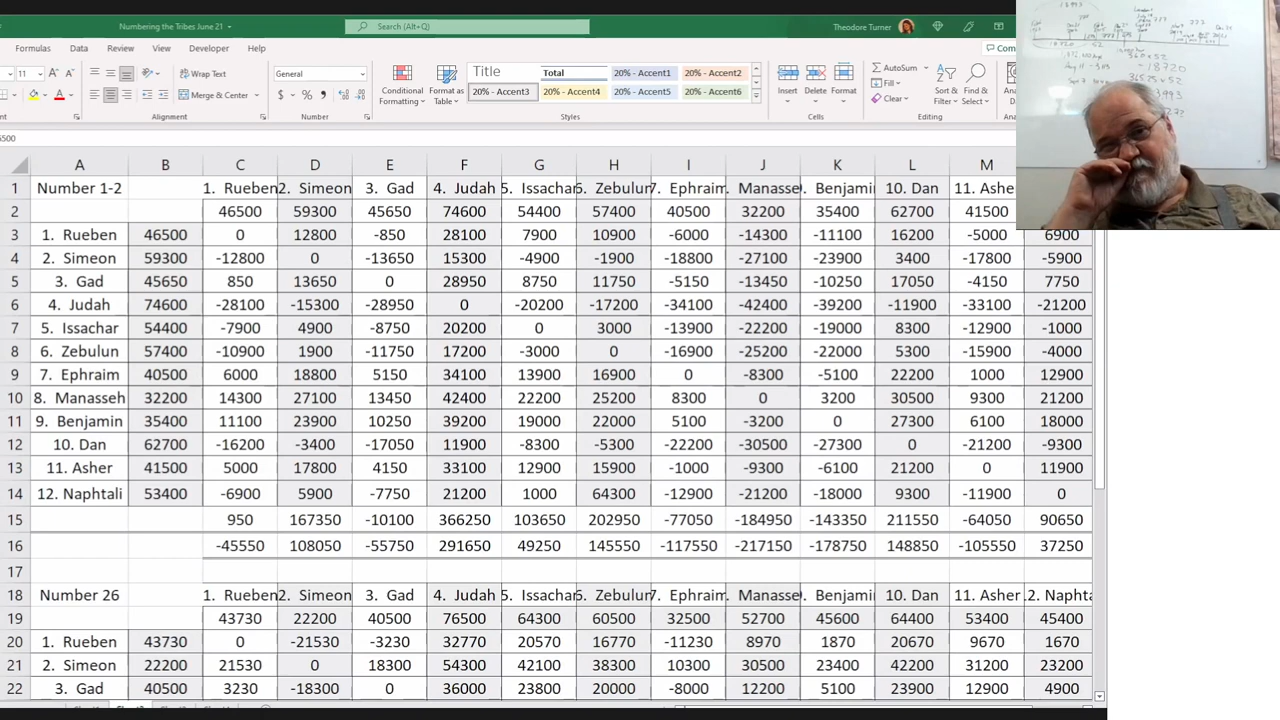 Numbering the Tribes June 21
Search (Alt+Q)
Theodore Turner
Formulas Data Page Review View Developer Help
11 Wrap Text General Title Total 20% - Accent1 20% - Accent2 AutoSum
Merge & Center $ % 20% - Accent3 20% - Accent4 20% - Accent5 20% - Accent6 Conditional Formatting Format as Table Insert Delete Format Fill Clear Sort & Filter Find & Select
Alignment Number Styles Cells Editing
A B C D E F G H I J K L M
1 Number 1-2 1. Rueben 2. Simeon 3. Gad 4. Judah 5. Issachar 6. Zebulun 7. Ephraim Manasse Benjamin 10. Dan 11. Asher
2 46500 59300 45650 74600 54400 57400 40500 32200 35400 62700 41500
3 1. Rueben 46500 0 12300 -850 28100 7900 10900 -6000 -14300 -11100 16200 -5000 6900
4 2. Simeon 59300 -12800 0 -13650 15300 -4900 -1900 -18800 -27100 -23900 3400 -17800 -5900
5 3. Gad 45650 850 13650 0 28950 8750 11750 -5150 -13450 -10250 17050 -4150 7750
6 4. Judah 74600 -28100 -15300 -28950 0 -20200 -17200 -34100 -42400 -39200 -11900 -33100 -21200
7 5. Issachar 54400 -7900 4900 -8750 20200 0 3000 -13900 -22200 -19000 8300 -12900 -1000
8 6. Zebulun 57400 -10900 1900 -11750 17200 -3000 0 -16900 -25200 -22000 5300 -15900 -4000
9 7. Ephraim 40500 6000 18800 5150 34100 13900 16900 0 -8300 -5100 22200 1000 12900
10 8. Manasseh 32200 14300 27100 13450 42400 22200 25200 8300 0 3200 30500 9300 21200
11 9. Benjamin 35400 11100 23900 10250 39200 19000 22000 5100 -3200 0 27300 6100 18000
12 10. Dan 62700 -16200 -3400 -17050 11900 -8300 -5300 -22200 -30500 -27300 0 -21200 -9300
13 11. Asher 41500 5000 17800 4150 33100 12900 15900 -1000 -9300 -6100 21200 0 11900
14 12. Naphtali 53400 -6900 5900 -7750 21200 1000 64300 -12900 -21200 -18000 9300 -11900 0
15 950 167350 -10100 366250 103650 202950 -77050 -184950 -143350 211550 -64050 90650
16 -45550 108050 -55750 291650 49250 145550 -117550 -217150 -178750 148850 -105550 37250
17
18 Number 26 1. Rueben 2. Simeon 3. Gad 4. Judah 5. Issachar 6. Zebulun 7. Ephraim Manasse Benjamin 10. Dan 11. Asher 12. Naphta
19 43730 22200 40500 76500 64300 60500 32500 52700 45600 64400 53400 45400
20 1. Rueben 43730 0 -21530 -3230 32770 20570 16770 -11230 8970 1870 20670 9670 1670
21 2. Simeon 22200 21530 0 18300 54300 42100 38300 10300 30500 23400 42200 31200 23200
22 3. Gad 40500 3230 -18300 0 36000 23800 20000 -8000 12200 5100 23900 12900 4900